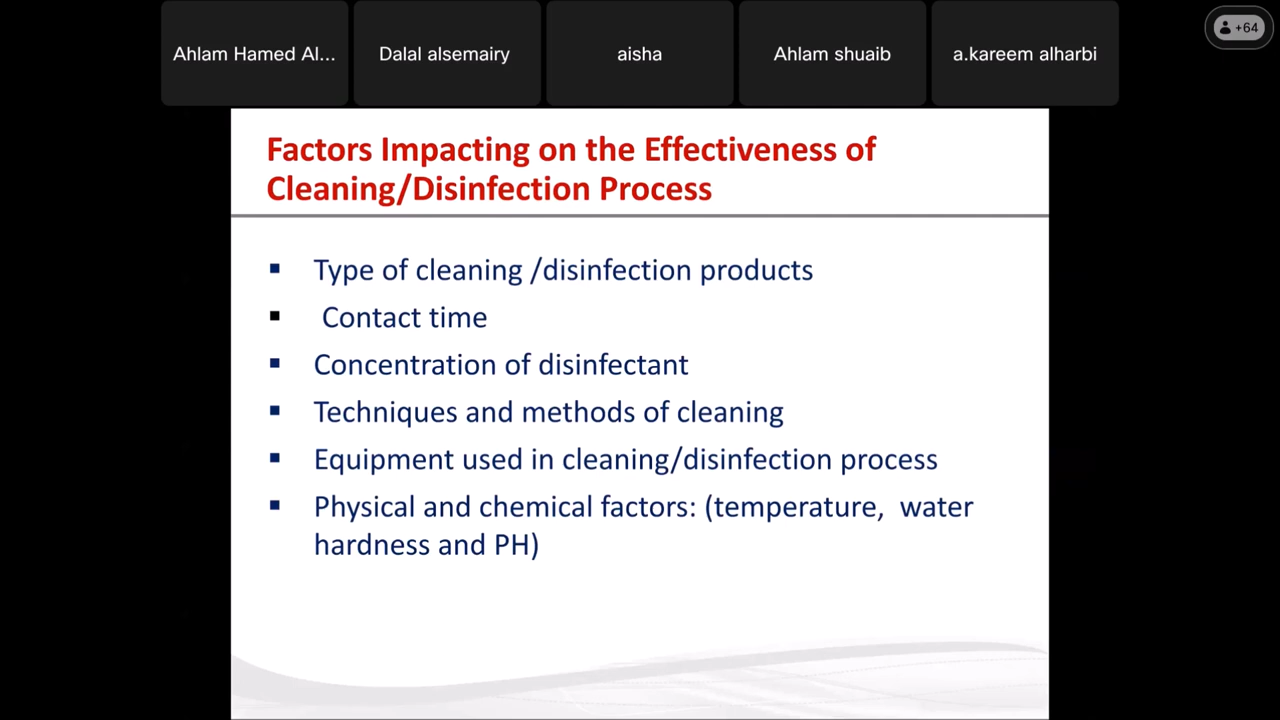 Ahlam Hamed Al...
Dalal alsemairy
aisha
Ahlam shuaib
a.kareem alharbi
+64
Factors Impacting on the Effectiveness of
Cleaning/Disinfection Process
▪ Type of cleaning /disinfection products
▪ Contact time
▪ Concentration of disinfectant
▪ Techniques and methods of cleaning
▪ Equipment used in cleaning/disinfection process
▪ Physical and chemical factors: (temperature, water
hardness and PH)